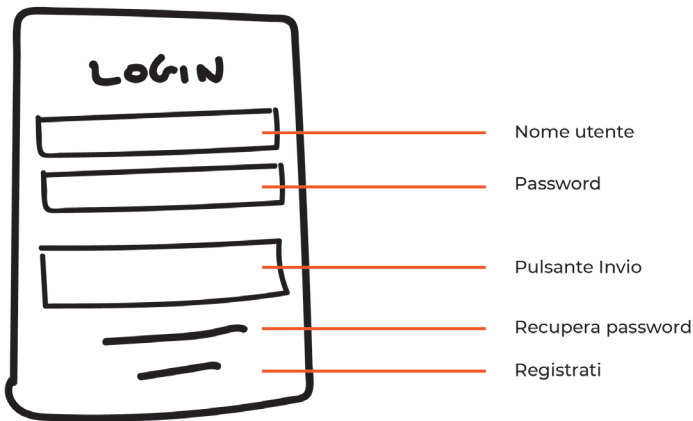 LOGIN
Nome utente
Password
Pulsante Invio
Recupera password
Registrati